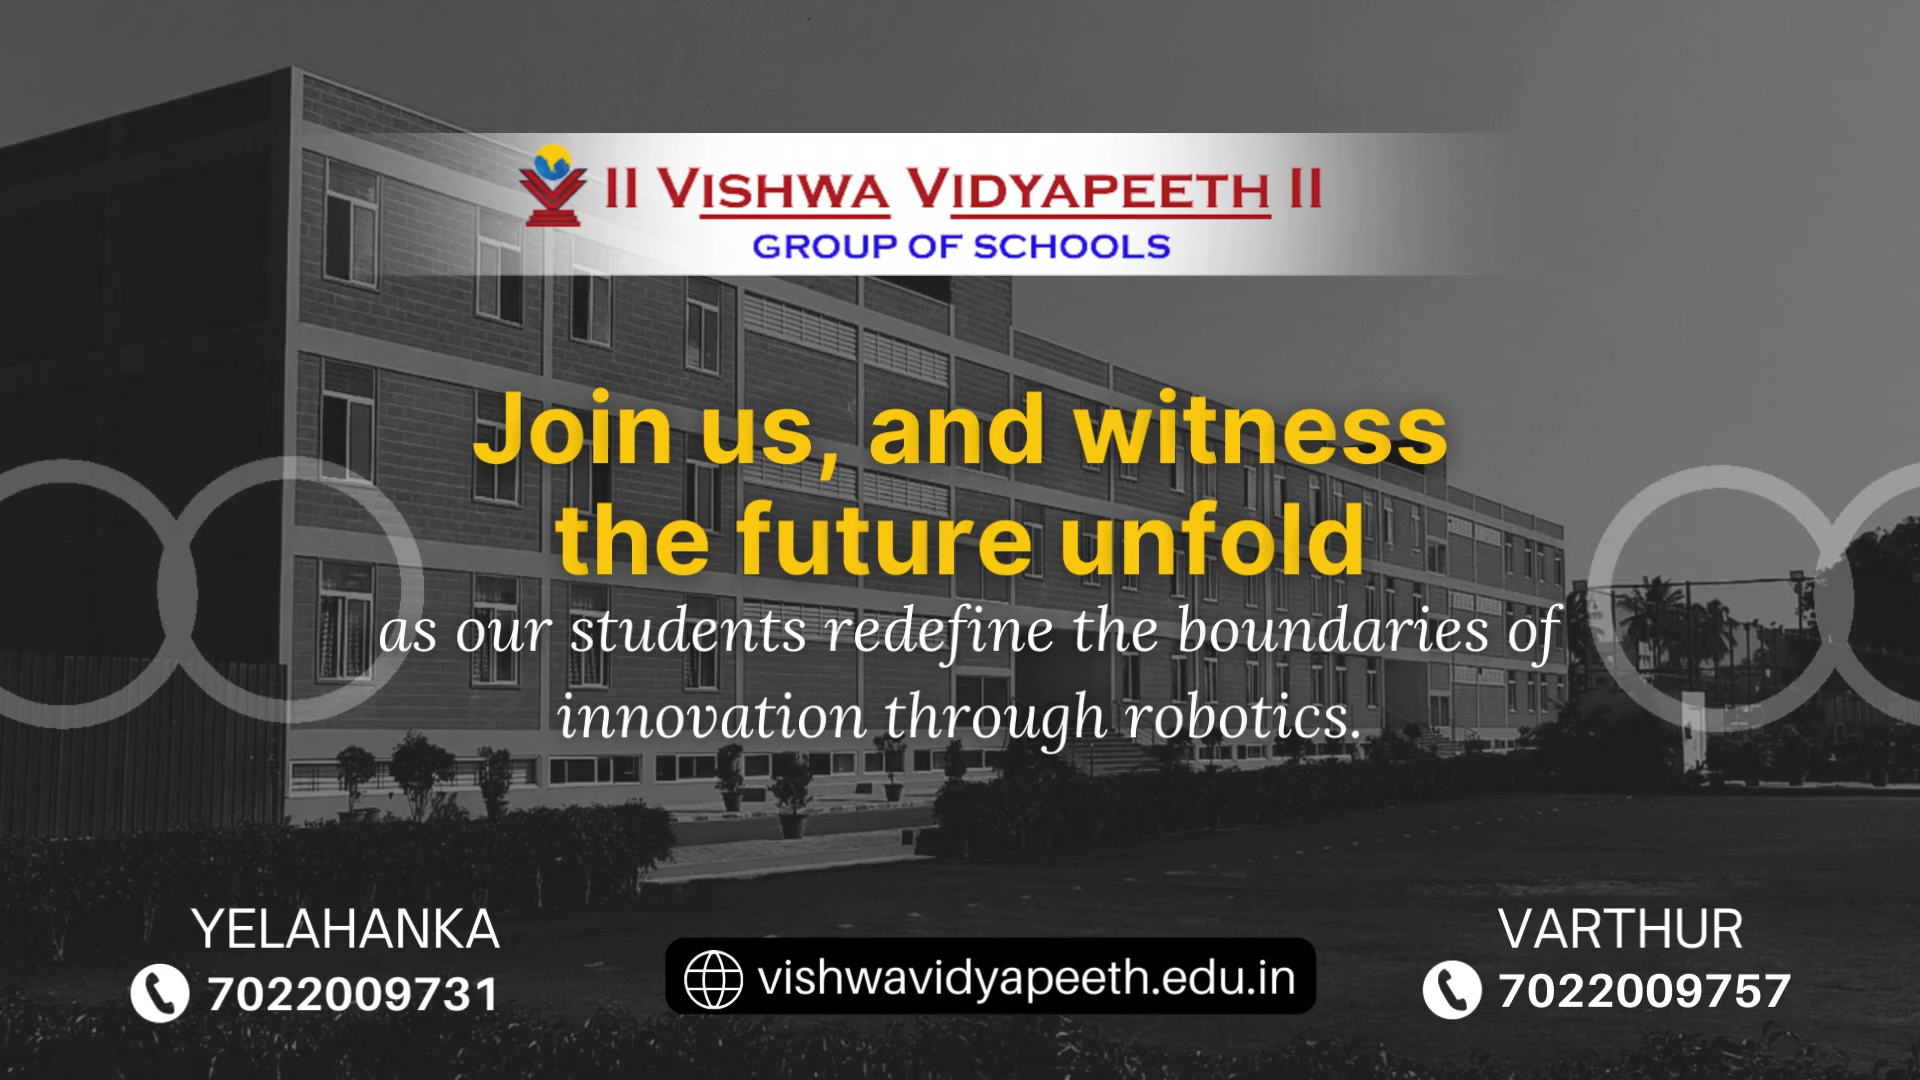 II VISHWA VIDYAPEETH II
GROUP OF SCHOOLS
Join us, and witness
the future unfold
as our students redefine the boundaries of
innovation through robotics.
YELAHANKA
7022009731
vishwavidyapeeth.edu.in
VARTHUR
7022009757